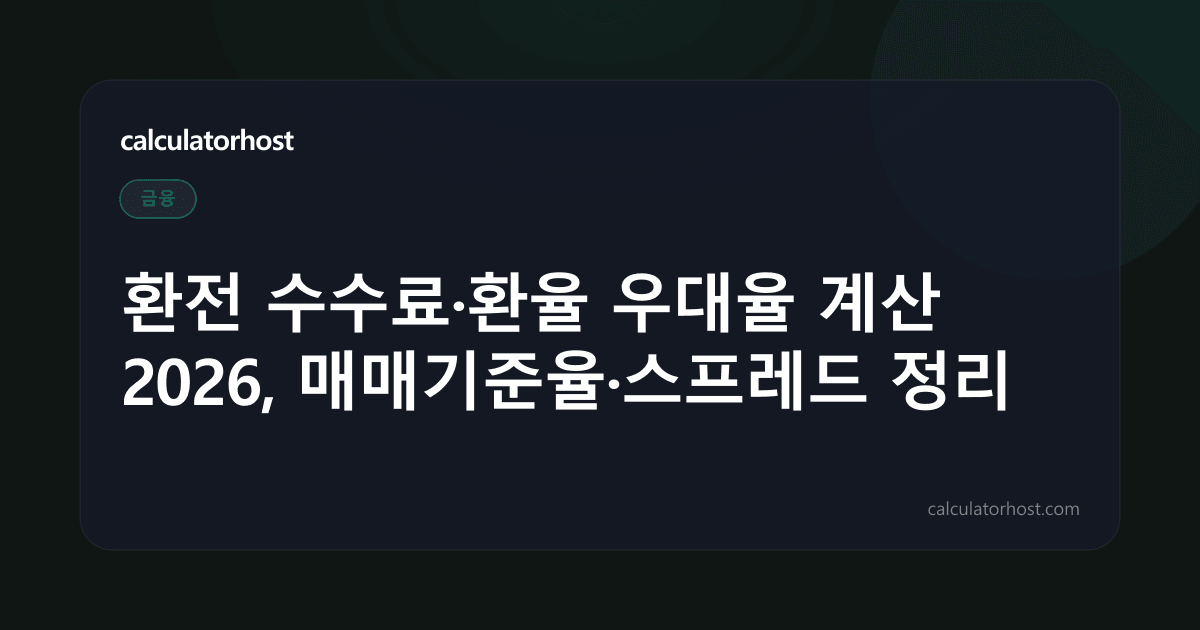 calculatorhost
금융
환전 수수료·환율 우대율 계산
2026, 매매기준율·스프레드 정리
calculatorhost.com